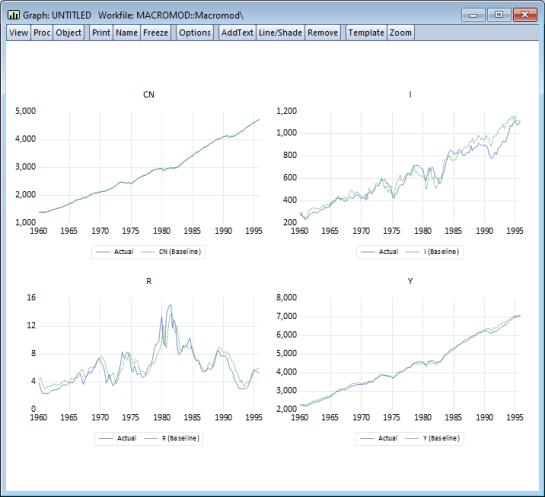 Graph: UNTITLED Workfile: MACROMOD::Macromod\
View Proc Object Print Name Freeze Options AddText Line/Shade Remove Template Zoom
CN
5,000
4,000
3,000
2,000
1,000
1960 1965 1970 1975 1980 1985 1990 1995
Actual CN (Baseline)
I
1,200
1,000
800
600
400
200
1960 1965 1970 1975 1980 1985 1990 1995
Actual I (Baseline)
R
16
12
8
4
0
1960 1965 1970 1975 1980 1985 1990 1995
Actual R (Baseline)
Y
8,000
7,000
6,000
5,000
4,000
3,000
2,000
1960 1965 1970 1975 1980 1985 1990 1995
Actual Y (Baseline)